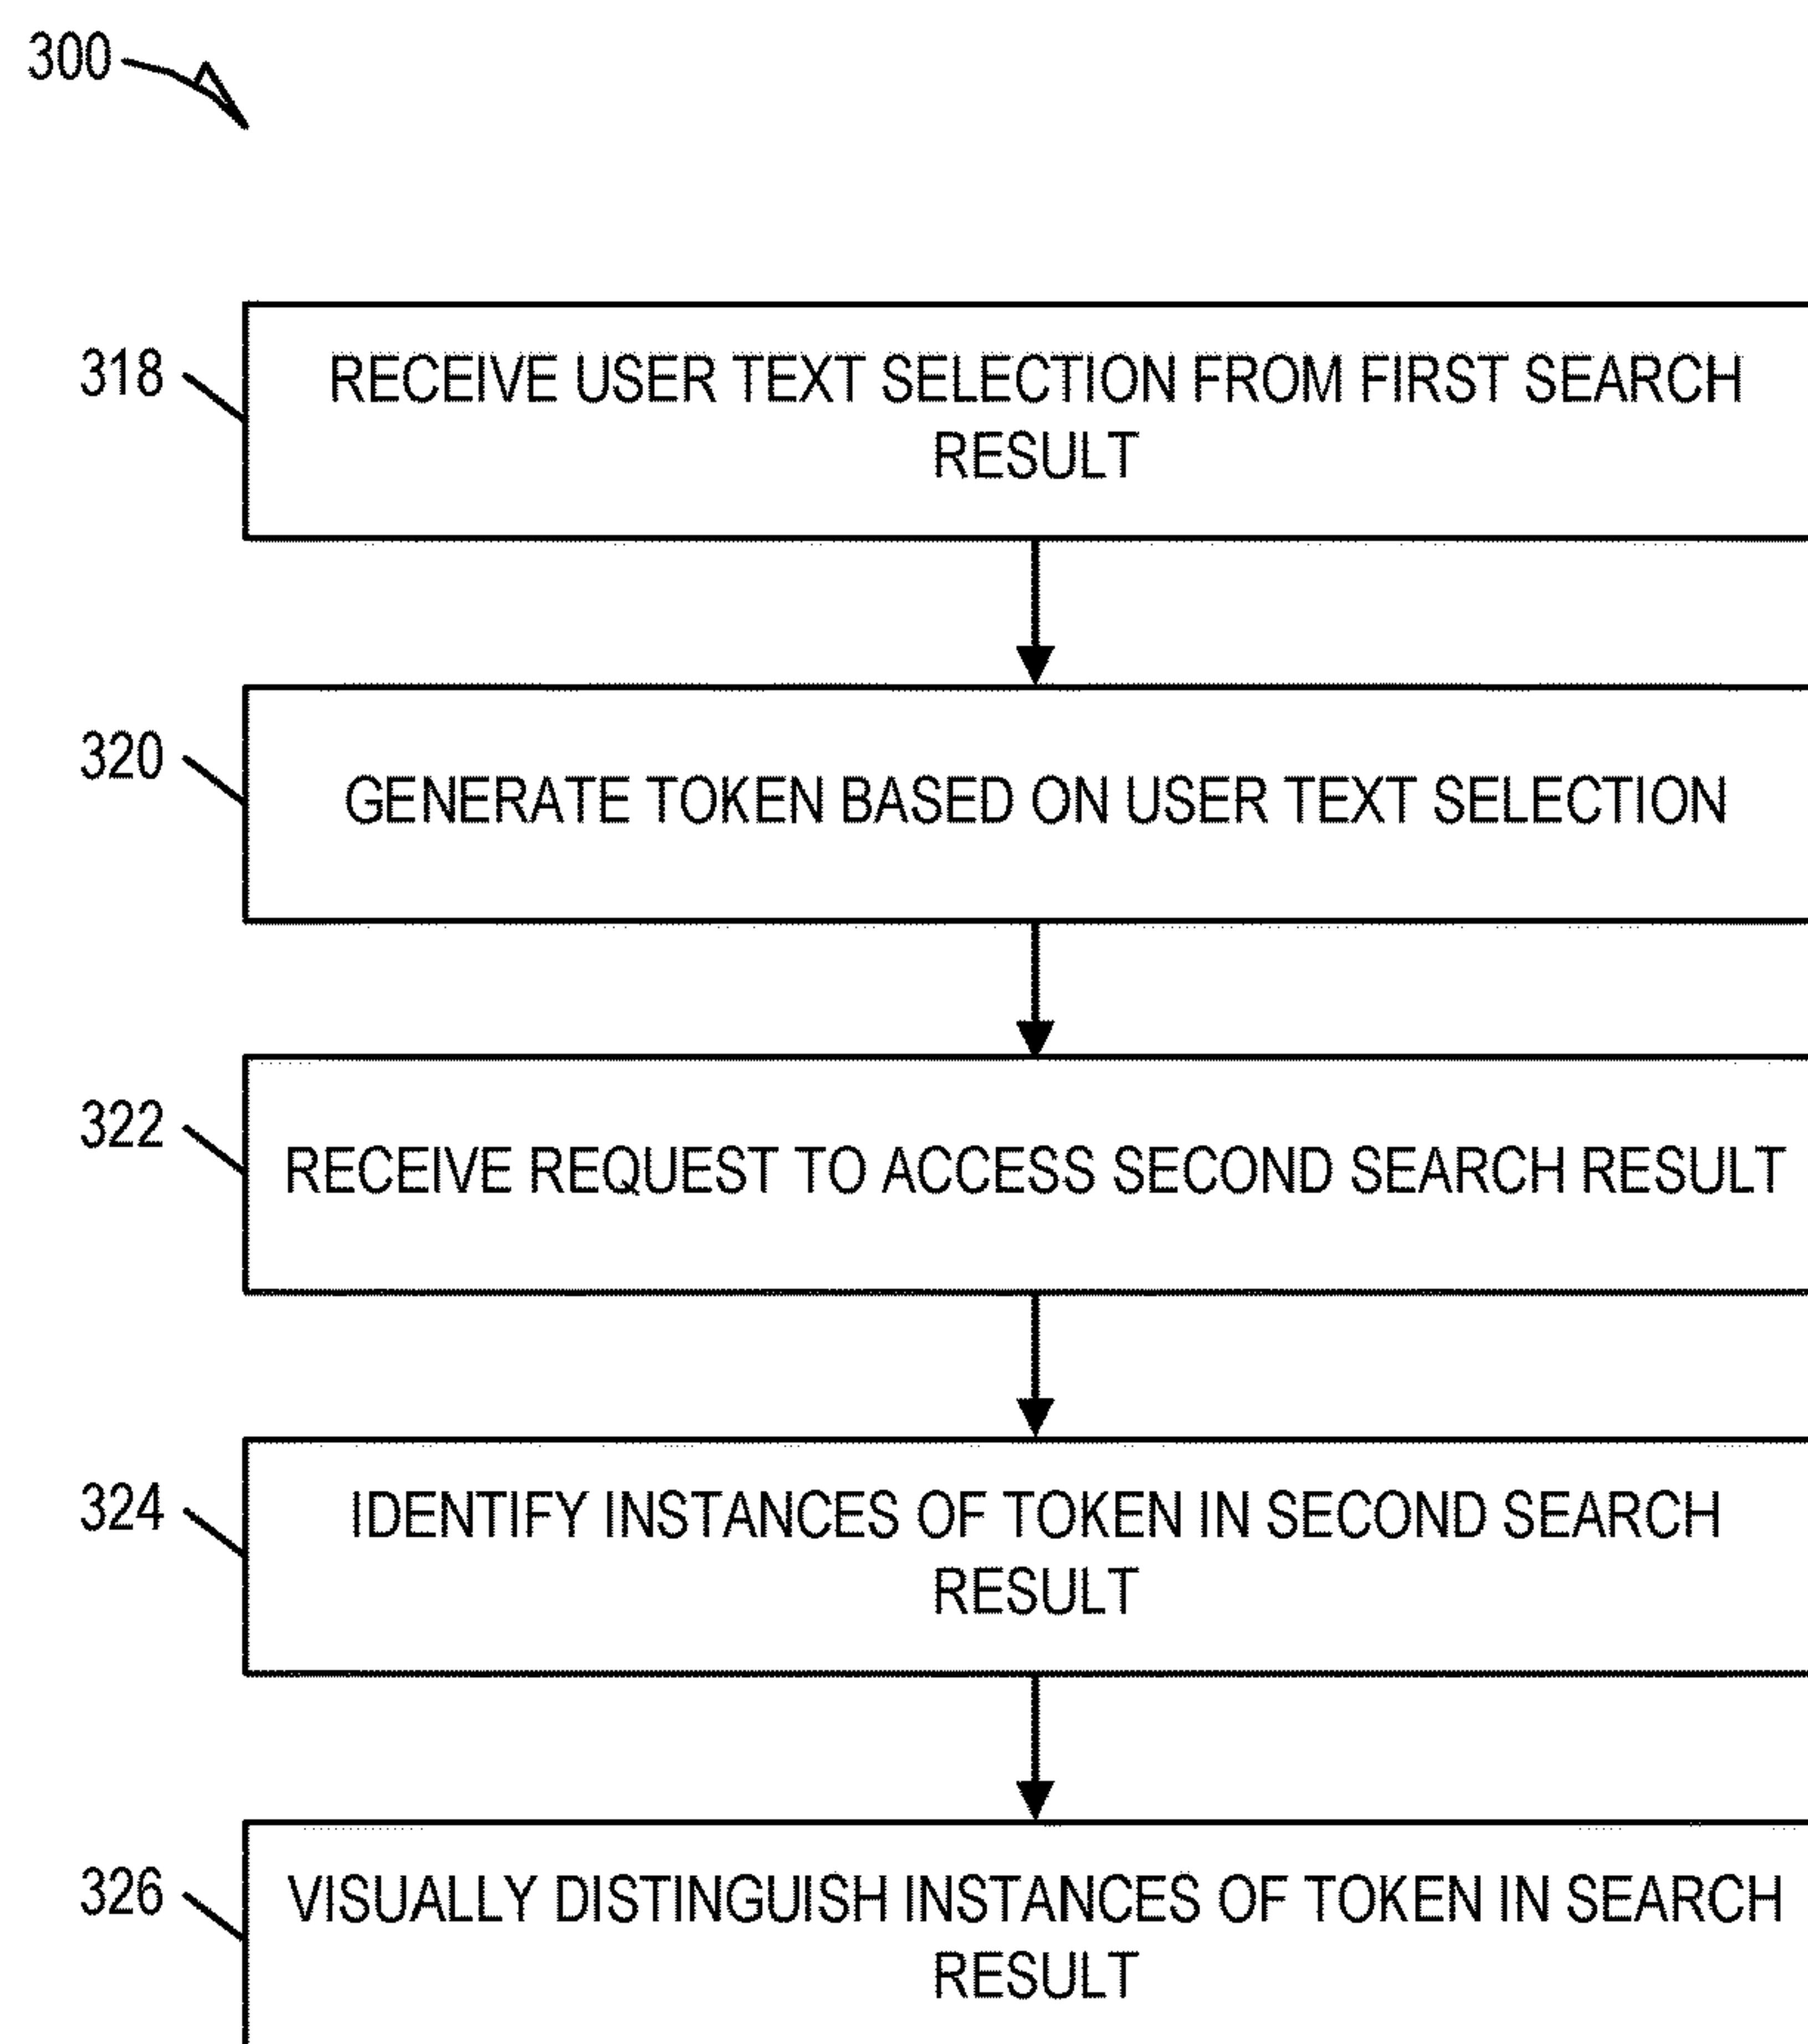 300
318
RECEIVE USER TEXT SELECTION FROM FIRST SEARCH
RESULT
320
GENERATE TOKEN BASED ON USER TEXT SELECTION
322
RECEIVE REQUEST TO ACCESS SECOND SEARCH RESULT
324
IDENTIFY INSTANCES OF TOKEN IN SECOND SEARCH
RESULT
326
VISUALLY DISTINGUISH INSTANCES OF TOKEN IN SEARCH
RESULT